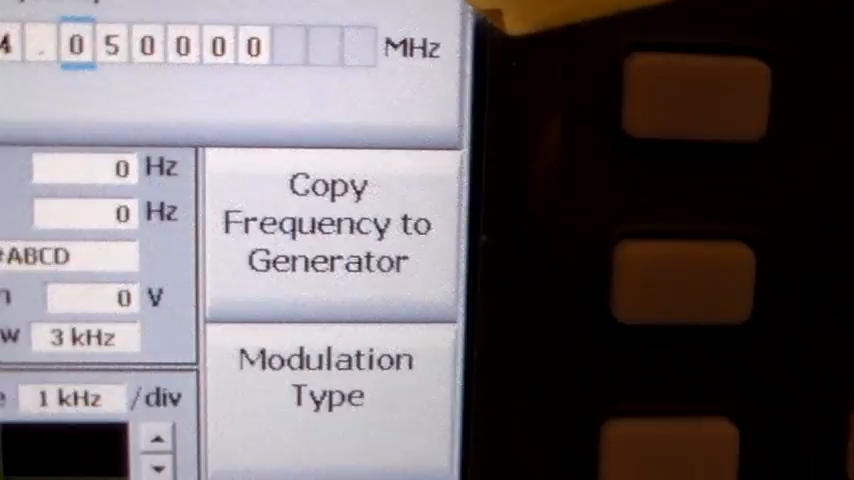 4.050000 MHz
0 Hz
0 Hz
#ABCD
0 V
3 kHz
1 kHz /div
Copy
Frequency to
Generator
Modulation
Type